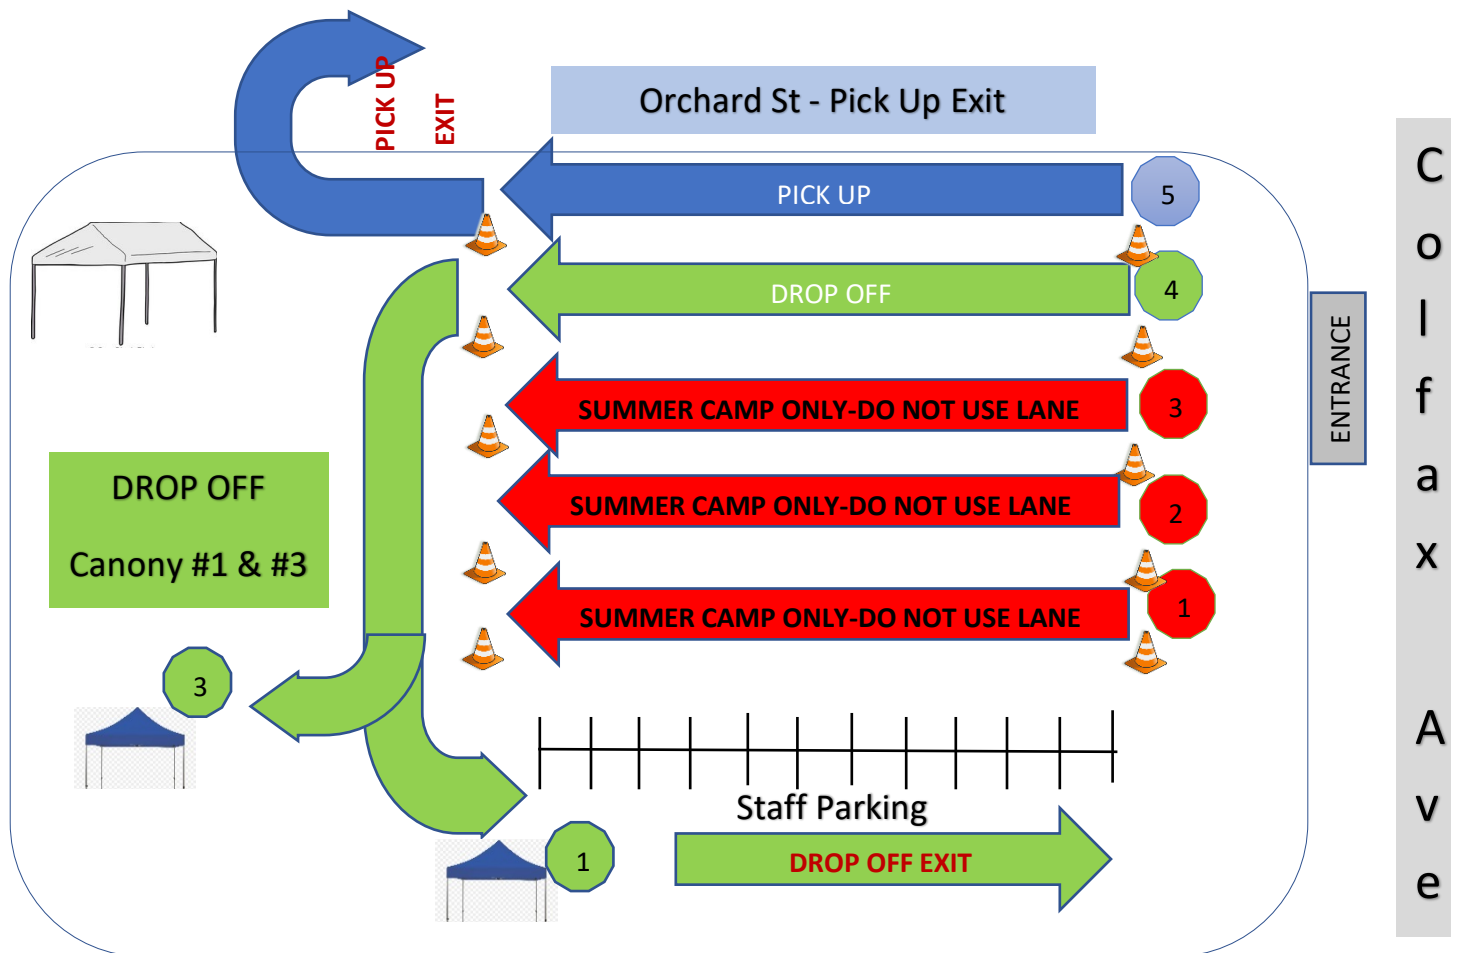 PICK UP
EXIT
Orchard St - Pick Up Exit
PICK UP
5
DROP OFF
4
SUMMER CAMP ONLY-DO NOT USE LANE
3
SUMMER CAMP ONLY-DO NOT USE LANE
2
SUMMER CAMP ONLY-DO NOT USE LANE
1
ENTRANCE
Colfax Ave
DROP OFF
Canony #1 & #3
3
Staff Parking
1
DROP OFF EXIT